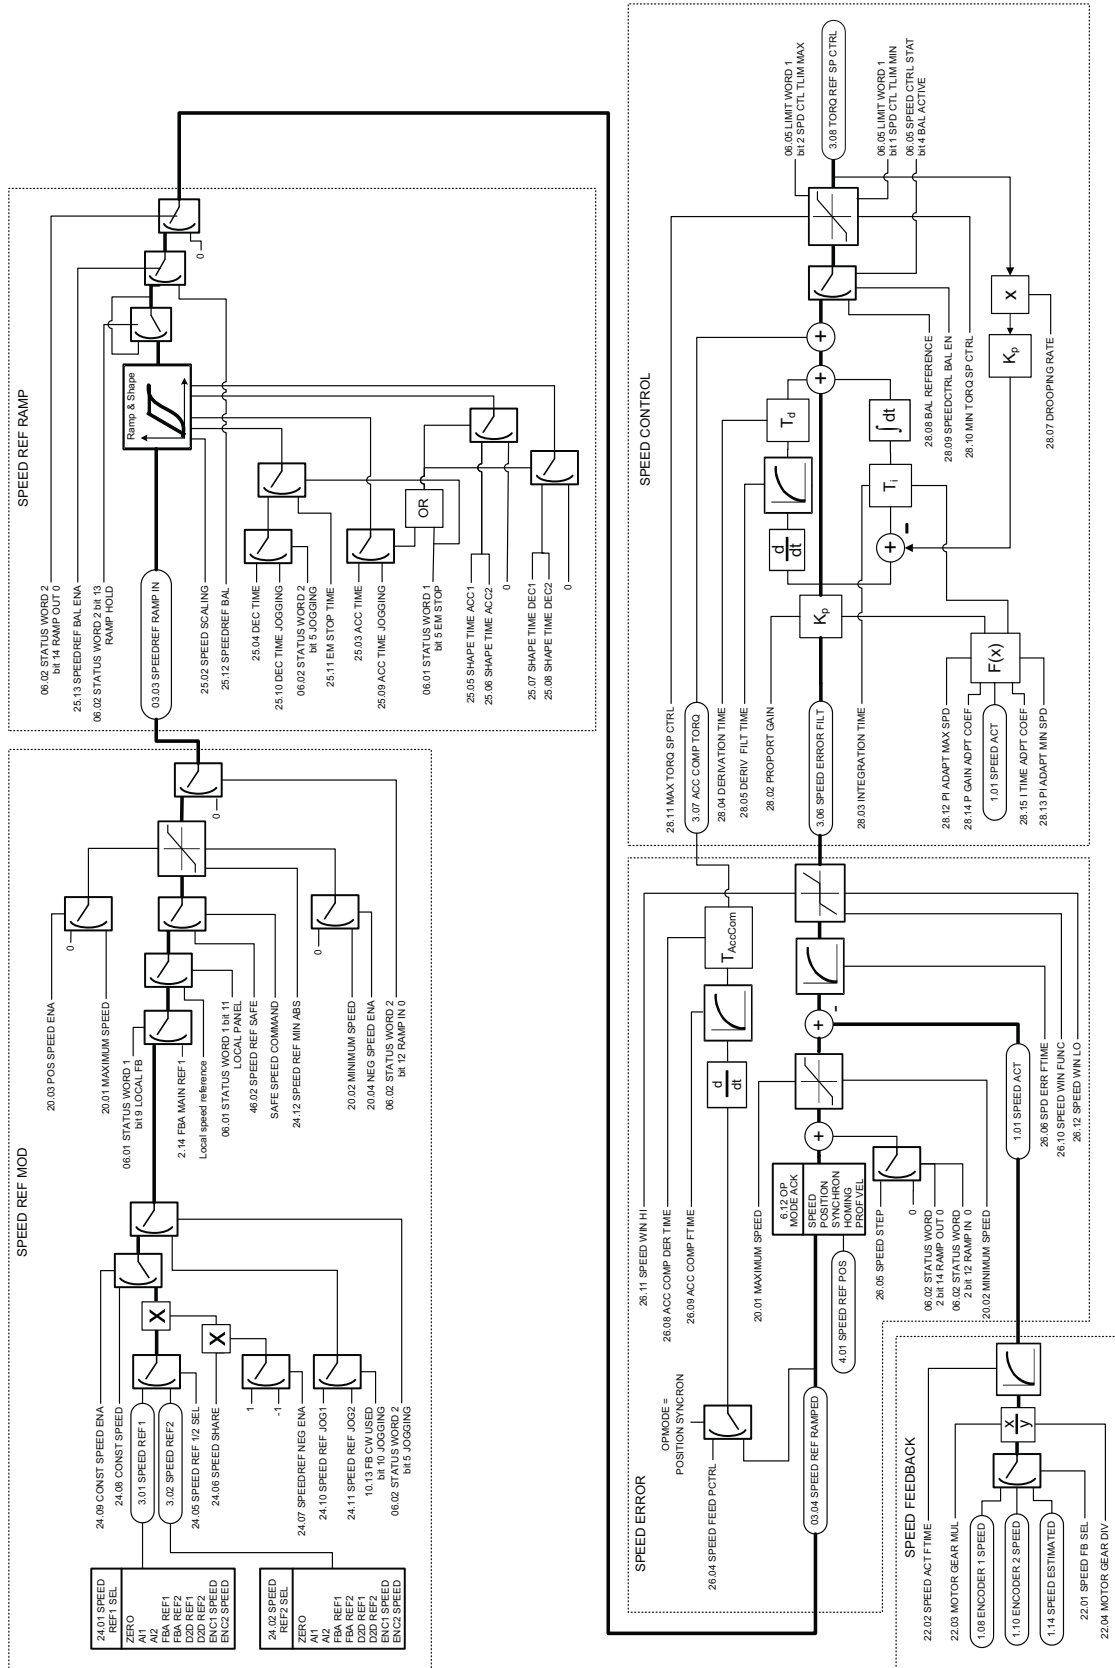 SPEED REF MOD
24.01 SPEED
REF1 SEL
ZERO
AI1
AI2
FBA REF1
FBA REF2
D2D REF1
D2D REF2
ENC1 SPEED
ENC2 SPEED
24.02 SPEED
REF2 SEL
ZERO
AI1
AI2
FBA REF1
FBA REF2
D2D REF1
D2D REF2
ENC1 SPEED
ENC2 SPEED
24.09 CONST SPEED ENA
24.08 CONST SPEED
3.01 SPEED REF1
3.02 SPEED REF2
24.05 SPEED REF 1/2 SEL
24.06 SPEED SHARE
24.07 SPEEDREF NEG ENA
24.10 SPEED REF JOG1
24.11 SPEED REF JOG2
10.13 FB CW USED
bit 10 JOGGING
06.02 STATUS WORD 2
bit 5 JOGGING
X
X
1
-1
20.03 POS SPEED ENA
20.01 MAXIMUM SPEED
06.01 STATUS WORD 1
bit 9 LOCAL FB
2.14 FBA MAIN REF1
Local speed reference
06.01 STATUS WORD 1 bit 11
LOCAL PANEL
46.02 SPEED REF SAFE
SAFE SPEED COMMAND
24.12 SPEED REF MIN ABS
20.02 MINIMUM SPEED
20.04 NEG SPEED ENA
06.02 STATUS WORD 2
bit 12 RAMP IN 0
0
0
0
SPEED REF RAMP
06.02 STATUS WORD 2
bit 14 RAMP OUT 0
25.13 SPEEDREF BAL ENA
06.02 STATUS WORD 2 bit 13
RAMP HOLD
03.03 SPEEDREF RAMP IN
25.02 SPEED SCALING
25.12 SPEEDREF BAL
25.04 DEC TIME
25.10 DEC TIME JOGGING
06.02 STATUS WORD 2
bit 5 JOGGING
25.11 EM STOP TIME
25.03 ACC TIME
25.09 ACC TIME JOGGING
06.01 STATUS WORD 1
bit 5 EM STOP
25.05 SHAPE TIME ACC1
25.06 SHAPE TIME ACC2
0
25.07 SHAPE TIME DEC1
25.08 SHAPE TIME DEC2
0
Ramp & Shape
OR
0
SPEED FEEDBACK
22.02 SPEED ACT FTIME
22.03 MOTOR GEAR MUL
1.08 ENCODER 1 SPEED
1.10 ENCODER 2 SPEED
1.14 SPEED ESTIMATED
22.01 SPEED FB SEL
22.04 MOTOR GEAR DIV
x
y
SPEED ERROR
OPMODE =
POSITION SYNCRON
26.04 SPEED FEED PCTRL
03.04 SPEED REF RAMPED
26.11 SPEED WIN HI
26.08 ACC COMP DER TIME
26.09 ACC COMP FTIME
20.01 MAXIMUM SPEED
6.12 OP
MODE ACK
SPEED
POSITION
SYNCHRON
HOMING
PROF VEL
4.01 SPEED REF POS
26.05 SPEED STEP
0
06.02 STATUS WORD
2 bit 14 RAMP OUT 0
06.02 STATUS WORD
2 bit 12 RAMP IN 0
20.02 MINIMUM SPEED
d
dt
TAccCom
+
+
-
1.01 SPEED ACT
26.06 SPD ERR FTIME
26.10 SPEED WIN FUNC
26.12 SPEED WIN LO
SPEED CONTROL
28.11 MAX TORQ SP CTRL
3.07 ACC COMP TORQ
28.04 DERIVATION TIME
28.05 DERIV FILT TIME
28.02 PROPORT GAIN
3.06 SPEED ERROR FILT
28.03 INTEGRATION TIME
28.12 PI ADAPT MAX SPD
28.14 P GAIN ADPT COEF
1.01 SPEED ACT
28.15 I TIME ADPT COEF
28.13 PI ADAPT MIN SPD
Kp
F(x)
d
dt
Td
+
-
Ti
∫ dt
+
+
28.08 BAL REFERENCE
28.09 SPEEDCTRL BAL EN
28.10 MIN TORQ SP CTRL
x
Kp
28.07 DROOPING RATE
06.05 LIMIT WORD 1
bit 2 SPD CTL TLIM MAX
3.08 TORQ REF SP CTRL
06.05 LIMIT WORD 1
bit 1 SPD CTL TLIM MIN
06.05 SPEED CTRL STAT
bit 4 BAL ACTIVE